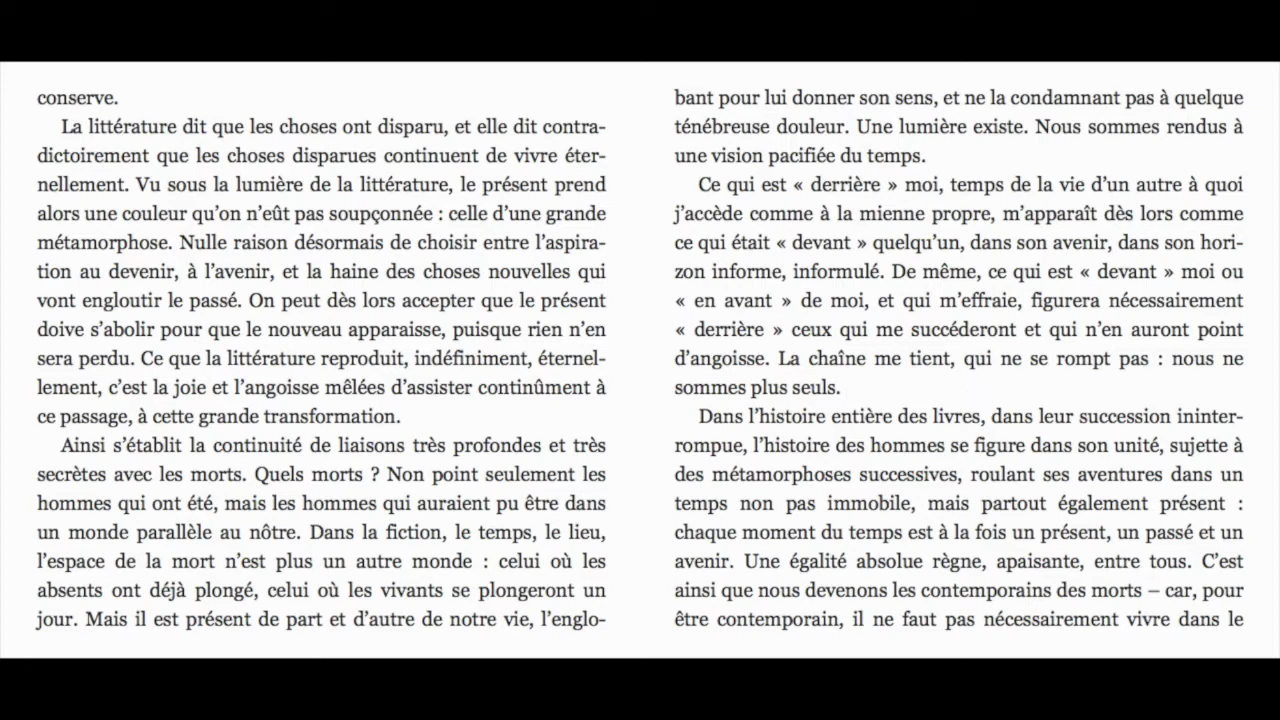 conserve.
La littérature dit que les choses ont disparu, et elle dit contra-
dictoirement que les choses disparues continuent de vivre éter-
nellement. Vu sous la lumière de la littérature, le présent prend
alors une couleur qu’on n’eût pas soupçonnée : celle d’une grande
métamorphose. Nulle raison désormais de choisir entre l’aspira-
tion au devenir, à l’avenir, et la haine des choses nouvelles qui
vont engloutir le passé. On peut dès lors accepter que le présent
doive s’abolir pour que le nouveau apparaisse, puisque rien n’en
sera perdu. Ce que la littérature reproduit, indéfiniment, éternel-
lement, c’est la joie et l’angoisse mêlées d’assister continûment à
ce passage, à cette grande transformation.
Ainsi s’établit la continuité de liaisons très profondes et très
secrètes avec les morts. Quels morts ? Non point seulement les
hommes qui ont été, mais les hommes qui auraient pu être dans
un monde parallèle au nôtre. Dans la fiction, le temps, le lieu,
l’espace de la mort n’est plus un autre monde : celui où les
absents ont déjà plongé, celui où les vivants se plongeront un
jour. Mais il est présent de part et d’autre de notre vie, l’englo-
bant pour lui donner son sens, et ne la condamnant pas à quelque
ténébreuse douleur. Une lumière existe. Nous sommes rendus à
une vision pacifiée du temps.
Ce qui est « derrière » moi, temps de la vie d’un autre à quoi
j’accède comme à la mienne propre, m’apparaît dès lors comme
ce qui était « devant » quelqu’un, dans son avenir, dans son hori-
zon informe, informulé. De même, ce qui est « devant » moi ou
« en avant » de moi, et qui m’effraie, figurera nécessairement
« derrière » ceux qui me succéderont et qui n’en auront point
d’angoisse. La chaîne me tient, qui ne se rompt pas : nous ne
sommes plus seuls.
Dans l’histoire entière des livres, dans leur succession ininter-
rompue, l’histoire des hommes se figure dans son unité, sujette à
des métamorphoses successives, roulant ses aventures dans un
temps non pas immobile, mais partout également présent :
chaque moment du temps est à la fois un présent, un passé et un
avenir. Une égalité absolue règne, apaisante, entre tous. C’est
ainsi que nous devenons les contemporains des morts – car, pour
être contemporain, il ne faut pas nécessairement vivre dans le